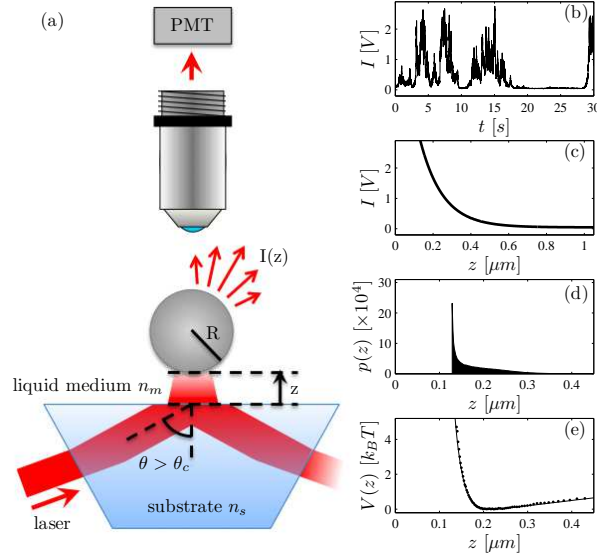 (a)
PMT
I(z)
R
z
liquid medium n_m
θ > θ_c
substrate n_s
laser
(b)
I [V]
2
1
0
0 5 10 15 20 25 30
t [s]
(c)
I [V]
2
1
0
0 0.2 0.4 0.6 0.8 1
z [μm]
(d)
p(z) [×10⁴]
30
20
10
0
0 0.1 0.2 0.3 0.4
z [μm]
(e)
V(z) [k_BT]
4
2
0
0 0.1 0.2 0.3 0.4
z [μm]